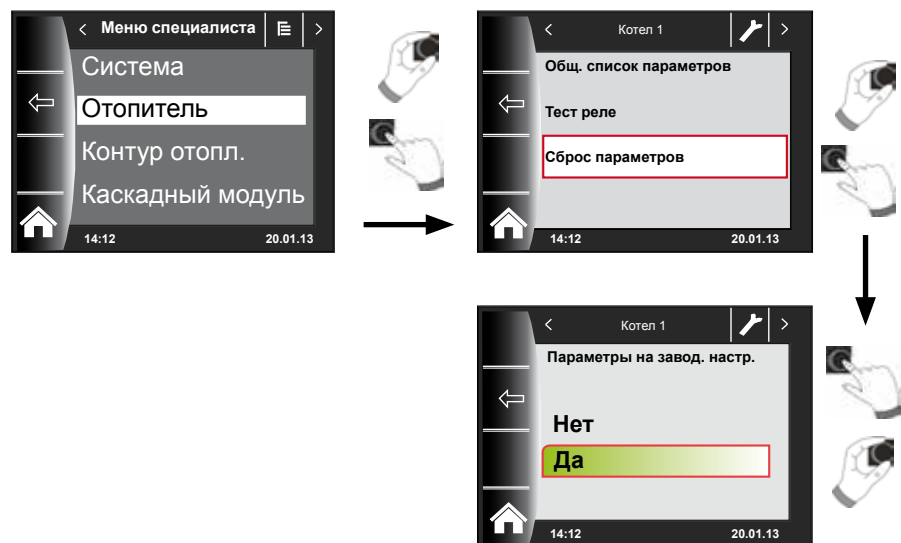 < Меню специалиста >
Система
Отопитель
Контур отопл.
Каскадный модуль
14:12 20.01.13
< Котел 1 >
Общ. список параметров
Тест реле
Сброс параметров
14:12 20.01.13
< Котел 1 >
Параметры на завод. настр.
Нет
Да
14:12 20.01.13